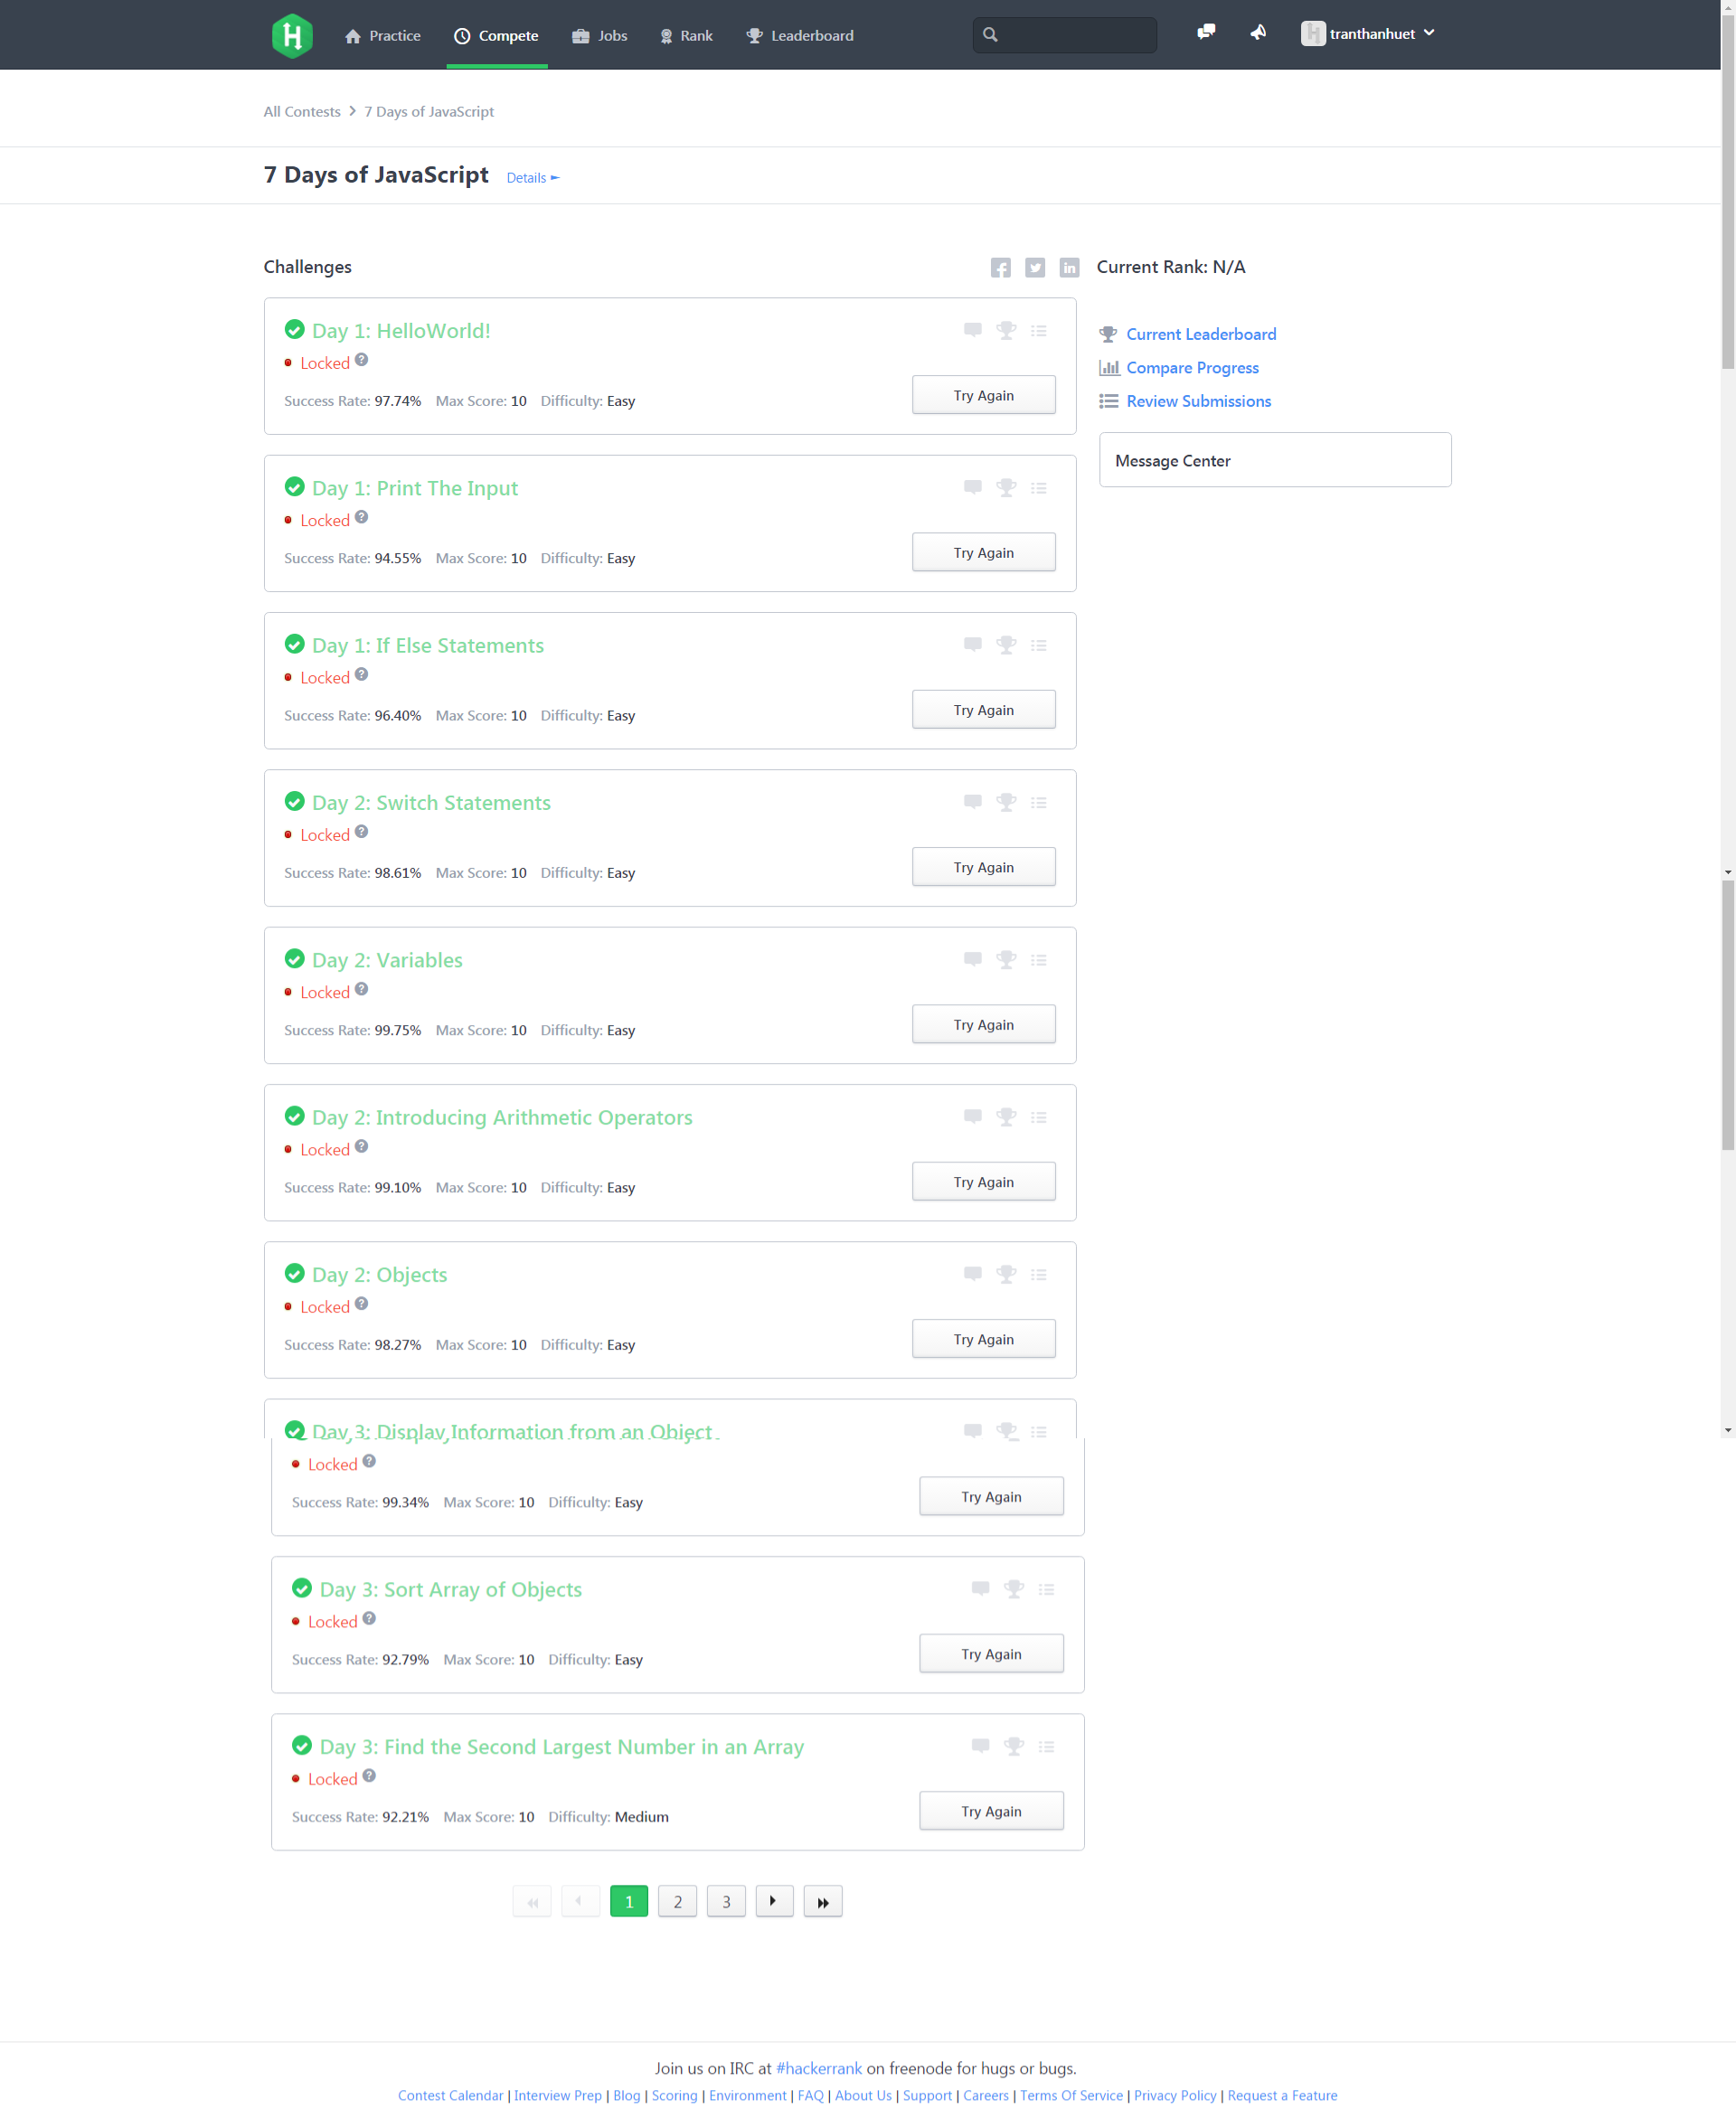 Practice Compete Jobs Rank Leaderboard tranthanhuet
All Contests 7 Days of JavaScript
7 Days of JavaScript Details
Challenges Current Rank: N/A
Day 1: HelloWorld!
Locked
Success Rate: 97.74% Max Score: 10 Difficulty: Easy
Try Again
Current Leaderboard
Compare Progress
Review Submissions
Message Center
Day 1: Print The Input
Locked
Success Rate: 94.55% Max Score: 10 Difficulty: Easy
Try Again
Day 1: If Else Statements
Locked
Success Rate: 96.40% Max Score: 10 Difficulty: Easy
Try Again
Day 2: Switch Statements
Locked
Success Rate: 98.61% Max Score: 10 Difficulty: Easy
Try Again
Day 2: Variables
Locked
Success Rate: 99.75% Max Score: 10 Difficulty: Easy
Try Again
Day 2: Introducing Arithmetic Operators
Locked
Success Rate: 99.10% Max Score: 10 Difficulty: Easy
Try Again
Day 2: Objects
Locked
Success Rate: 98.27% Max Score: 10 Difficulty: Easy
Try Again
Day 3: Display Information from an Object
Locked
Success Rate: 99.34% Max Score: 10 Difficulty: Easy
Try Again
Day 3: Sort Array of Objects
Locked
Success Rate: 92.79% Max Score: 10 Difficulty: Easy
Try Again
Day 3: Find the Second Largest Number in an Array
Locked
Success Rate: 92.21% Max Score: 10 Difficulty: Medium
Try Again
1 2 3
Join us on IRC at #hackerrank on freenode for hugs or bugs.
Contest Calendar | Interview Prep | Blog | Scoring | Environment | FAQ | About Us | Support | Careers | Terms Of Service | Privacy Policy | Request a Feature